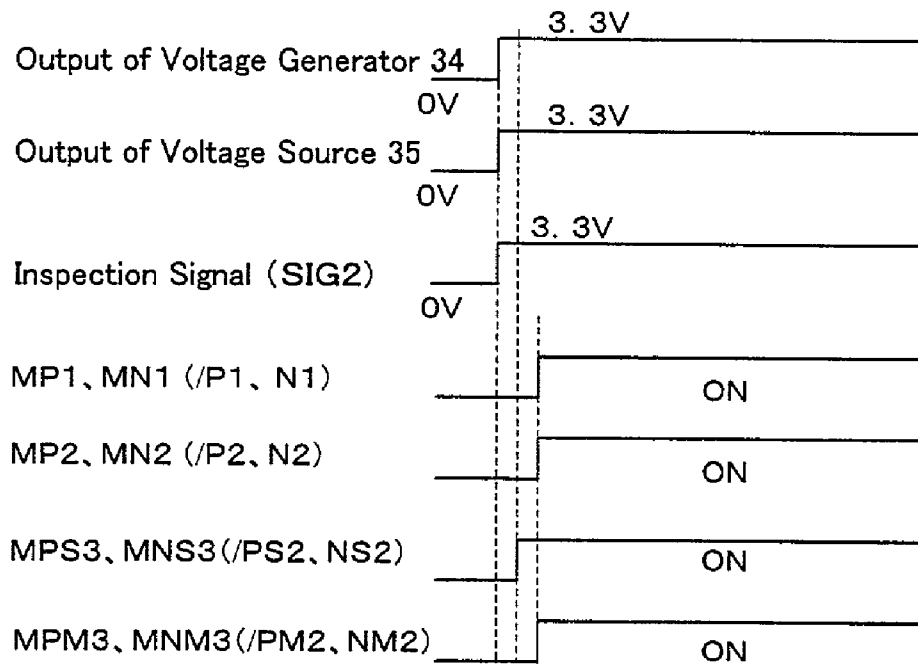 3. 3V
Output of Voltage Generator 34
0V
3. 3V
Output of Voltage Source 35
0V
3. 3V
Inspection Signal (SIG2)
0V
MP1、MN1 (/P1、N1)
ON
MP2、MN2 (/P2、N2)
ON
MPS3、MNS3(/PS2、NS2)
ON
MPM3、MNM3(/PM2、NM2)
ON